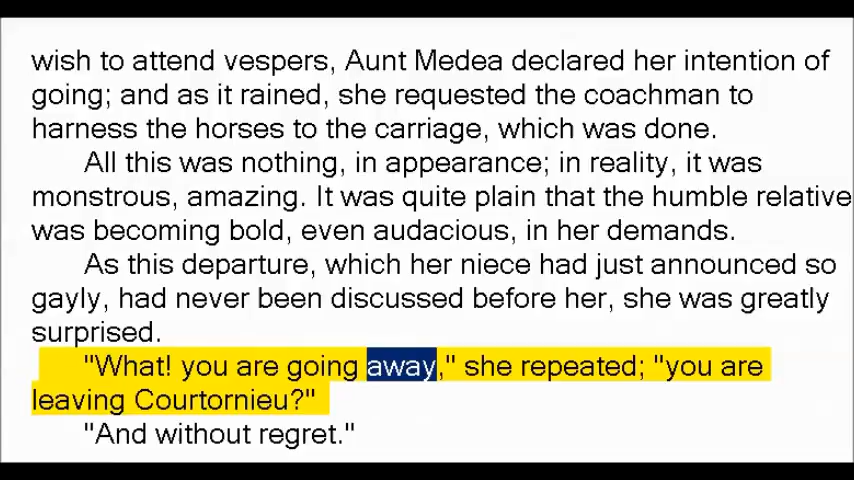 wish to attend vespers, Aunt Medea declared her intention of
going; and as it rained, she requested the coachman to
harness the horses to the carriage, which was done.
All this was nothing, in appearance; in reality, it was
monstrous, amazing. It was quite plain that the humble relative
was becoming bold, even audacious, in her demands.
As this departure, which her niece had just announced so
gayly, had never been discussed before her, she was greatly
surprised.
"What! you are going away," she repeated; "you are
leaving Courtornieu?"
"And without regret."